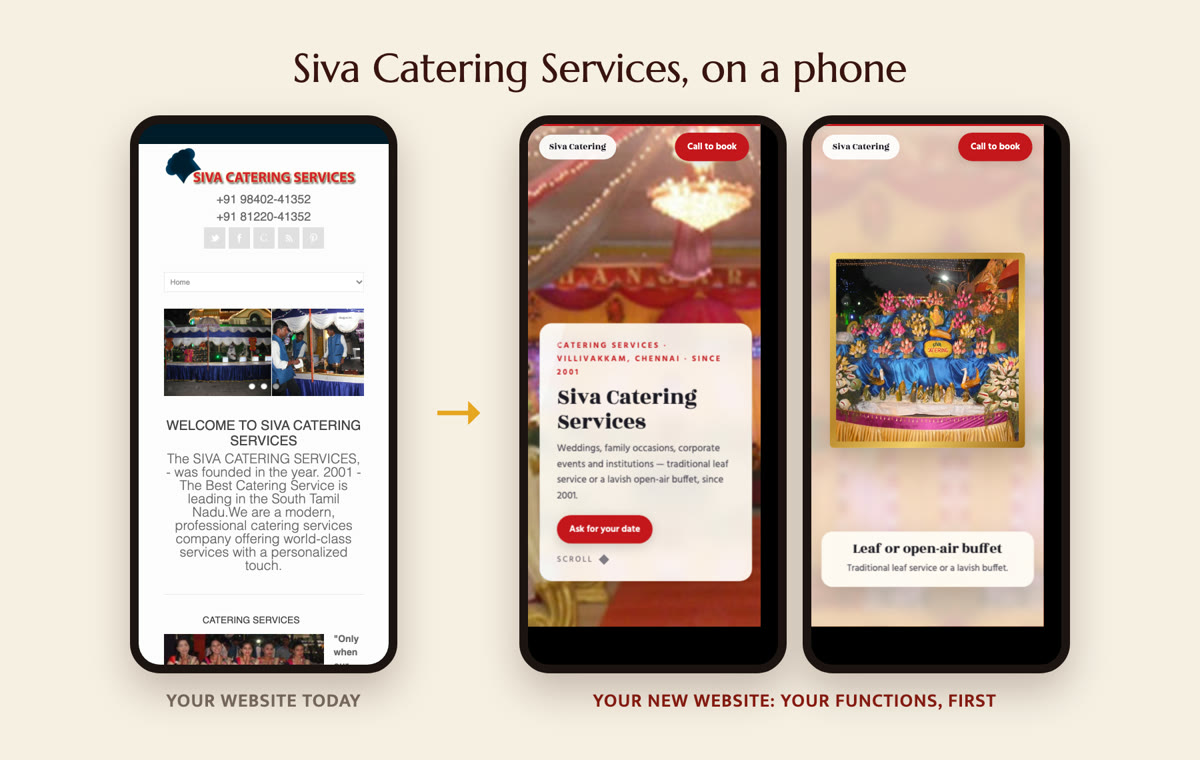 Siva Catering Services, on a phone
SIVA CATERING SERVICES
+91 98402-41352
+91 81220-41352
Home
WELCOME TO SIVA CATERING
SERVICES
The SIVA CATERING SERVICES,
- was founded in the year. 2001 -
The Best Catering Service is
leading in the South Tamil
Nadu.We are a modern,
professional catering services
company offering world-class
services with a personalized
touch.
CATERING SERVICES
"Only
when
YOUR WEBSITE TODAY
Siva Catering
Call to book
CATERING SERVICES ·
VILLIVAKKAM, CHENNAI · SINCE
2001
Siva Catering
Services
Weddings, family occasions, corporate
events and institutions — traditional leaf
service or a lavish open-air buffet, since
2001.
Ask for your date
SCROLL
Siva Catering
Call to book
Leaf or open-air buffet
Traditional leaf service or a lavish buffet.
YOUR NEW WEBSITE: YOUR FUNCTIONS, FIRST